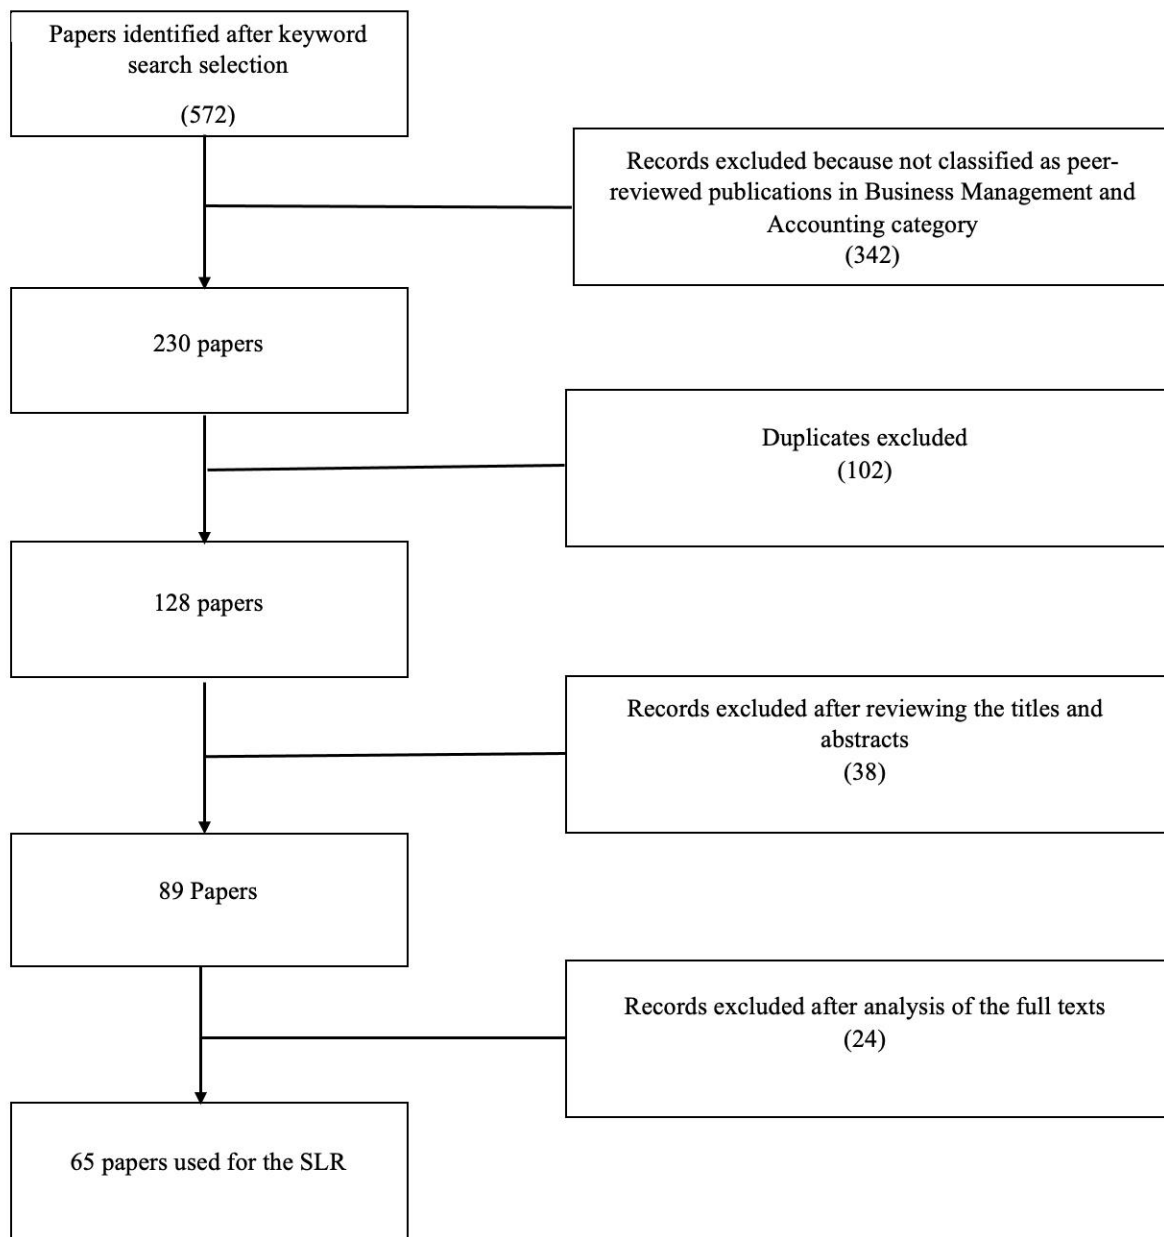 Papers identified after keyword
search selection
(572)
Records excluded because not classified as peer-
reviewed publications in Business Management and
Accounting category
(342)
230 papers
Duplicates excluded
(102)
128 papers
Records excluded after reviewing the titles and
abstracts
(38)
89 Papers
Records excluded after analysis of the full texts
(24)
65 papers used for the SLR